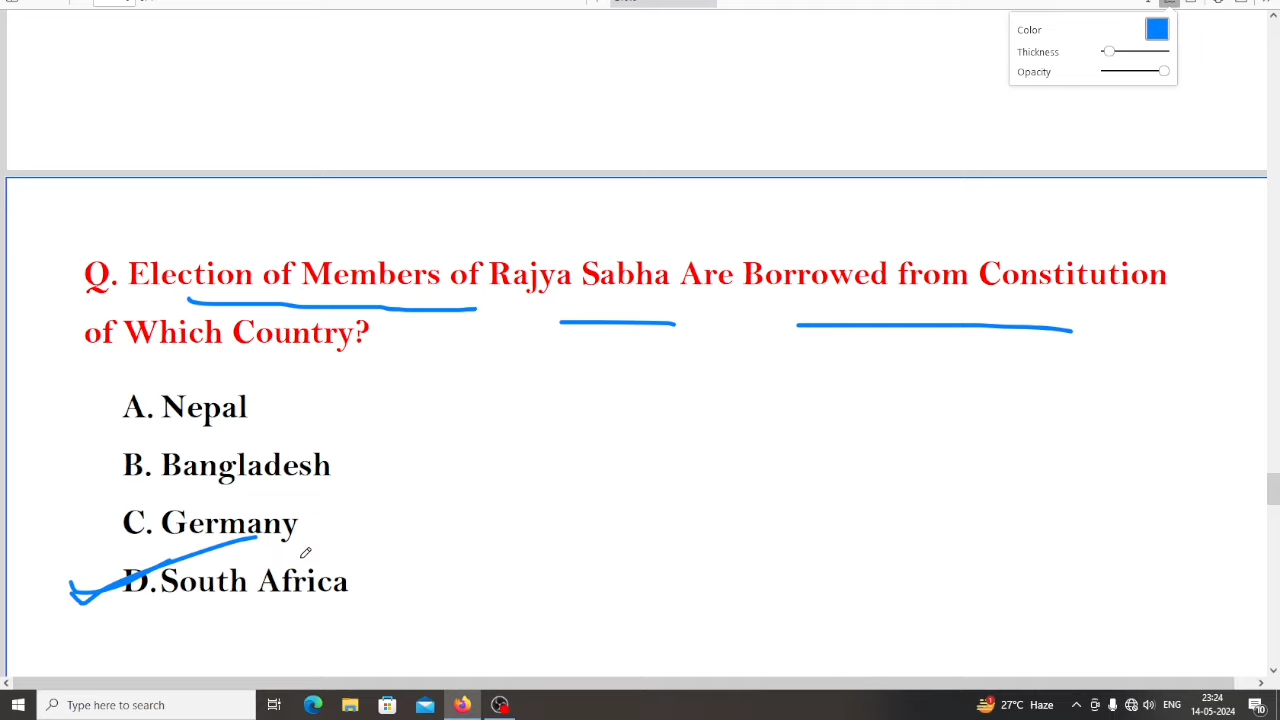 Color
Thickness
Opacity
Q. Election of Members of Rajya Sabha Are Borrowed from Constitution
of Which Country?
A. Nepal
B. Bangladesh
C. Germany
D. South Africa
Type here to search
27°C Haze
ENG
23:24
14-05-2024